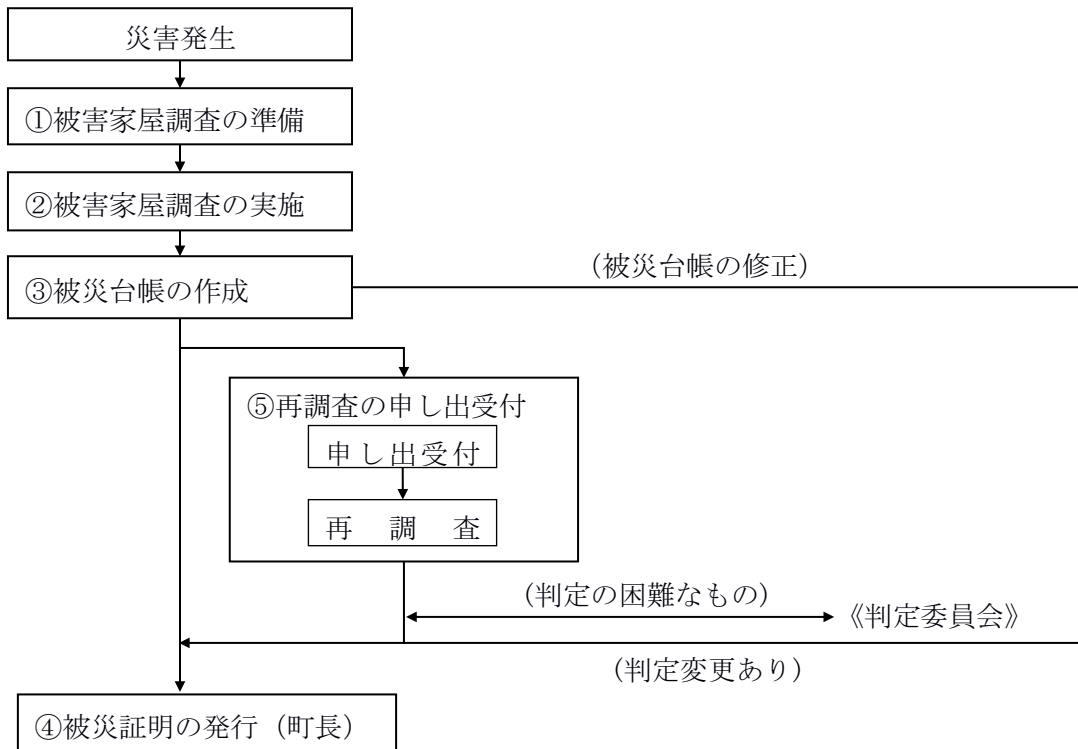 災害発生
①被害家屋調査の準備
②被害家屋調査の実施
(被災台帳の修正)
③被災台帳の作成
⑤再調査の申し出受付
申し出受付
再 調 査
(判定の困難なもの)
《判定委員会》
(判定変更あり)
④被災証明の発行(町長)